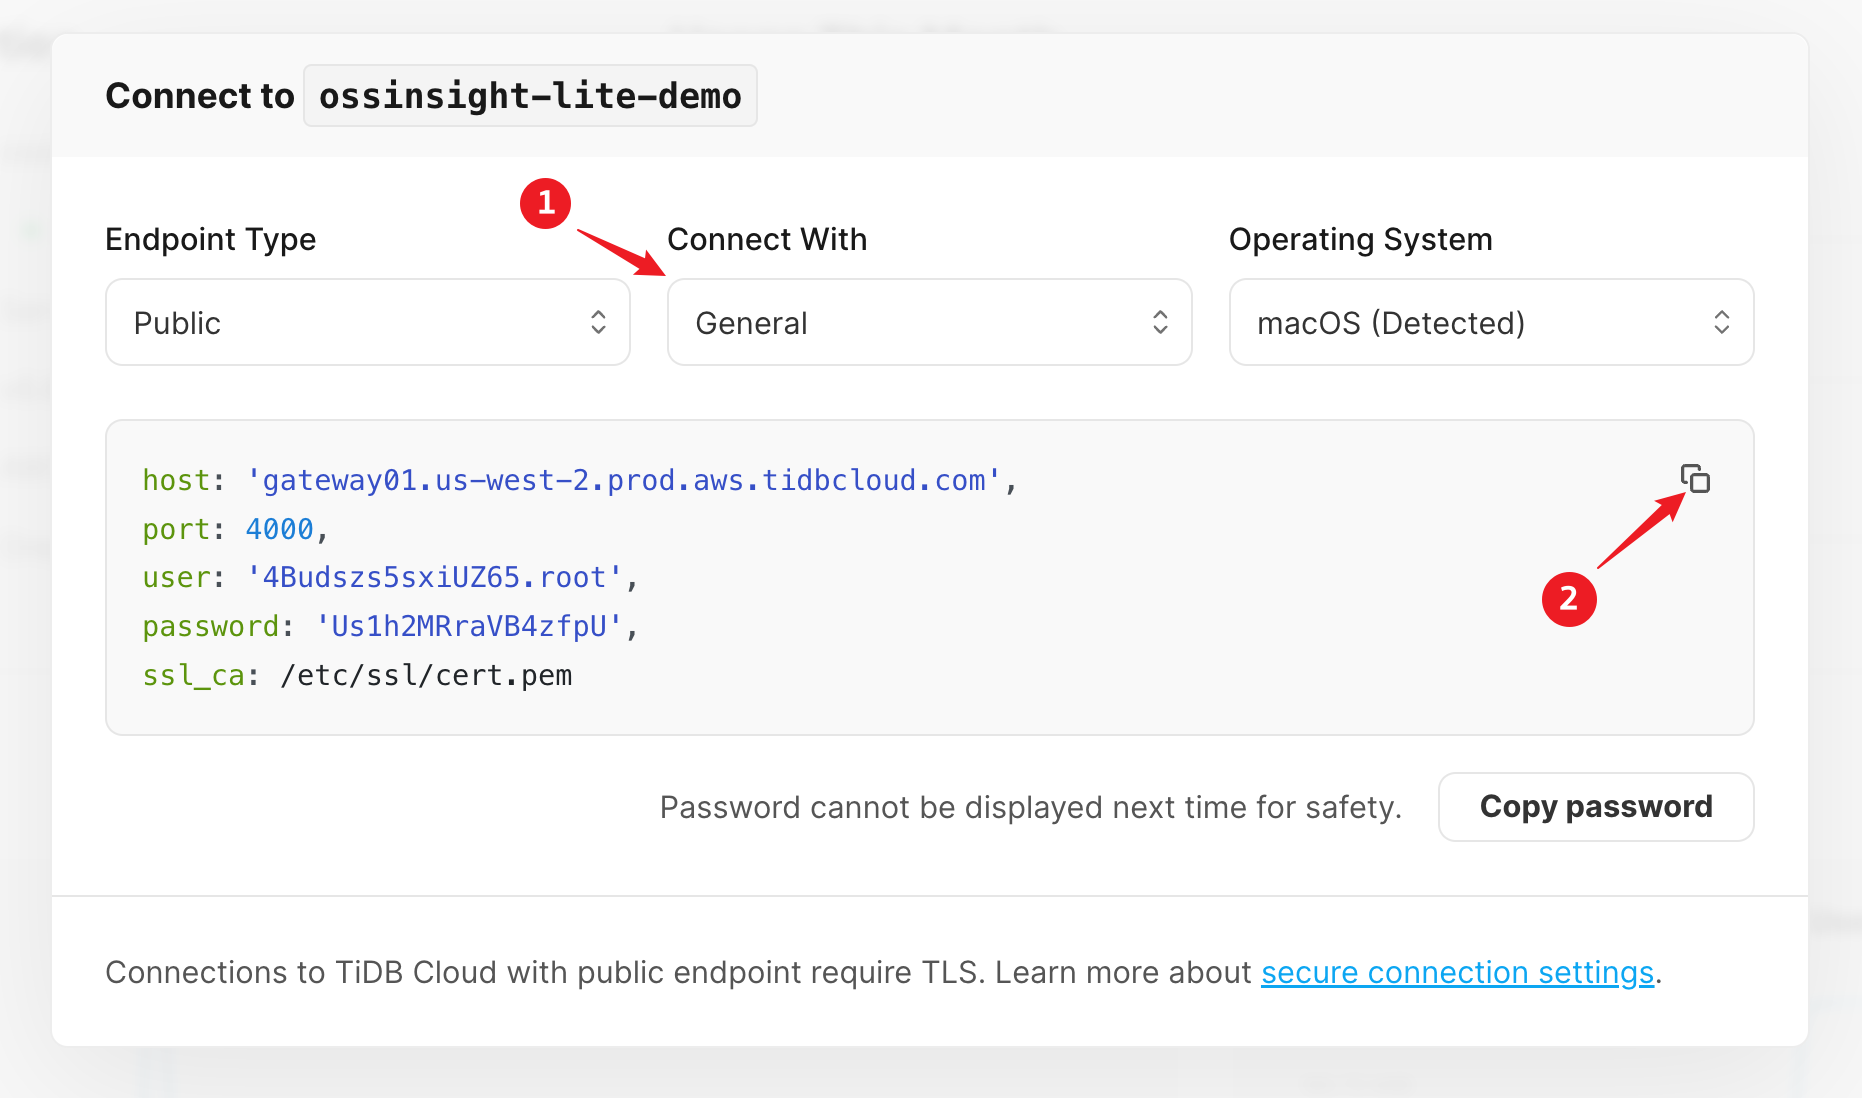 Connect to ossinsight-lite-demo
1
Endpoint Type
Connect With
Operating System
Public
General
macOS (Detected)
host: 'gateway01.us-west-2.prod.aws.tidbcloud.com',
port: 4000,
user: '4Budszs5sxiUZ65.root',
password: 'Us1h2MRraVB4zfpU',
ssl_ca: /etc/ssl/cert.pem
2
Password cannot be displayed next time for safety.
Copy password
Connections to TiDB Cloud with public endpoint require TLS. Learn more about secure connection settings.